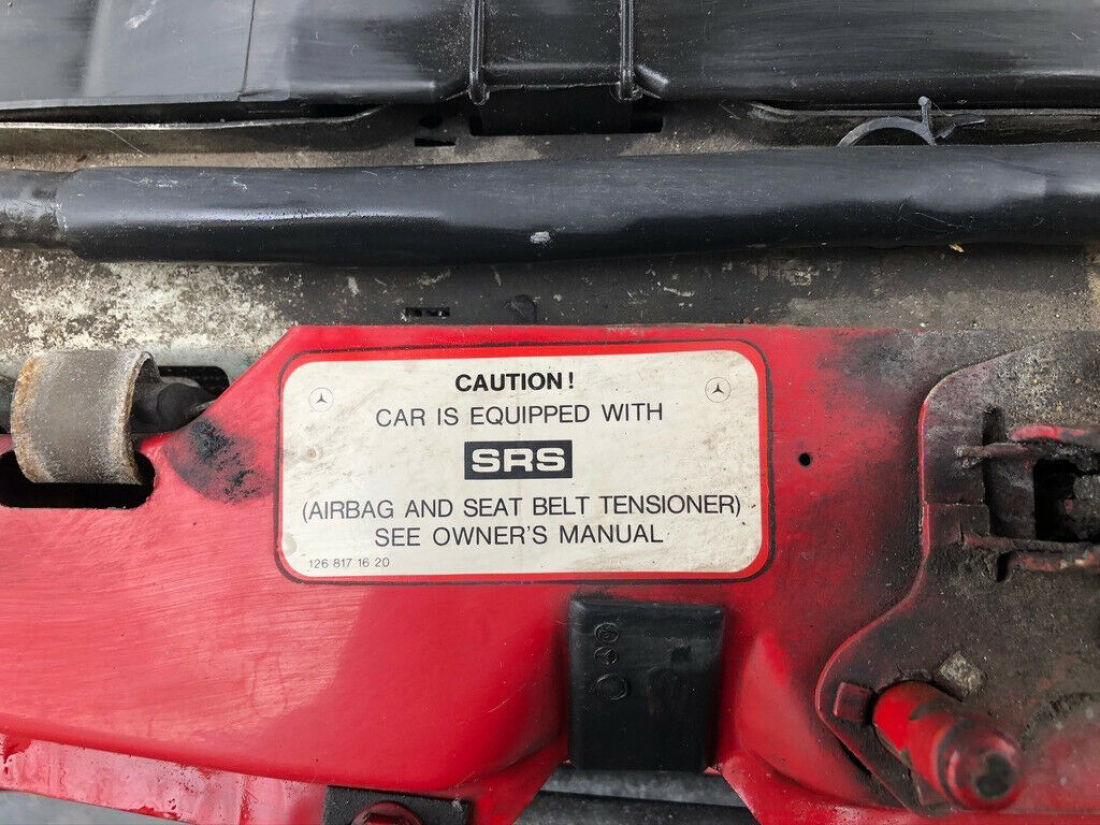 CAUTION!
CAR IS EQUIPPED WITH
SRS
(AIRBAG AND SEAT BELT TENSIONER)
SEE OWNER'S MANUAL
126 817 16 20